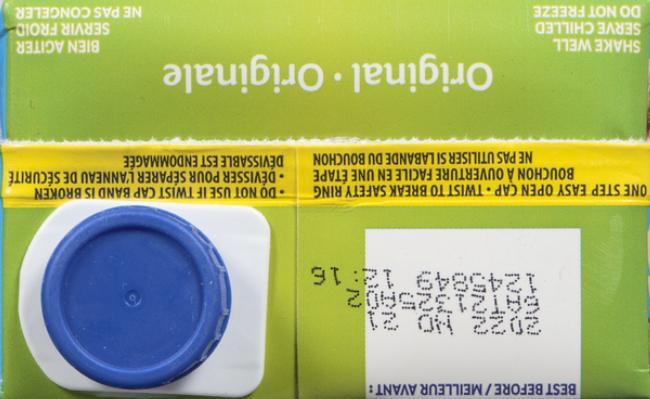 BEST BEFORE / MEILLEUR AVANT :
2022 NO 21
6AT21325A02
1245849 12:16
ONE STEP EASY OPEN CAP • TWIST TO BREAK SAFETY RING • DO NOT USE IF TWIST CAP BAND IS BROKEN
BOUCHON À OUVERTURE FACILE EN UNE ÉTAPE • DÉVISSER POUR SÉPARER L'ANNEAU DE SÉCURITÉ
NE PAS UTILISER SI LA BANDE DU BOUCHON DÉVISSABLE EST ENDOMMAGÉE
Original • Originale
SHAKE WELL
SERVE CHILLED
DO NOT FREEZE
BIEN AGITER
SERVIR FROID
NE PAS CONGELER